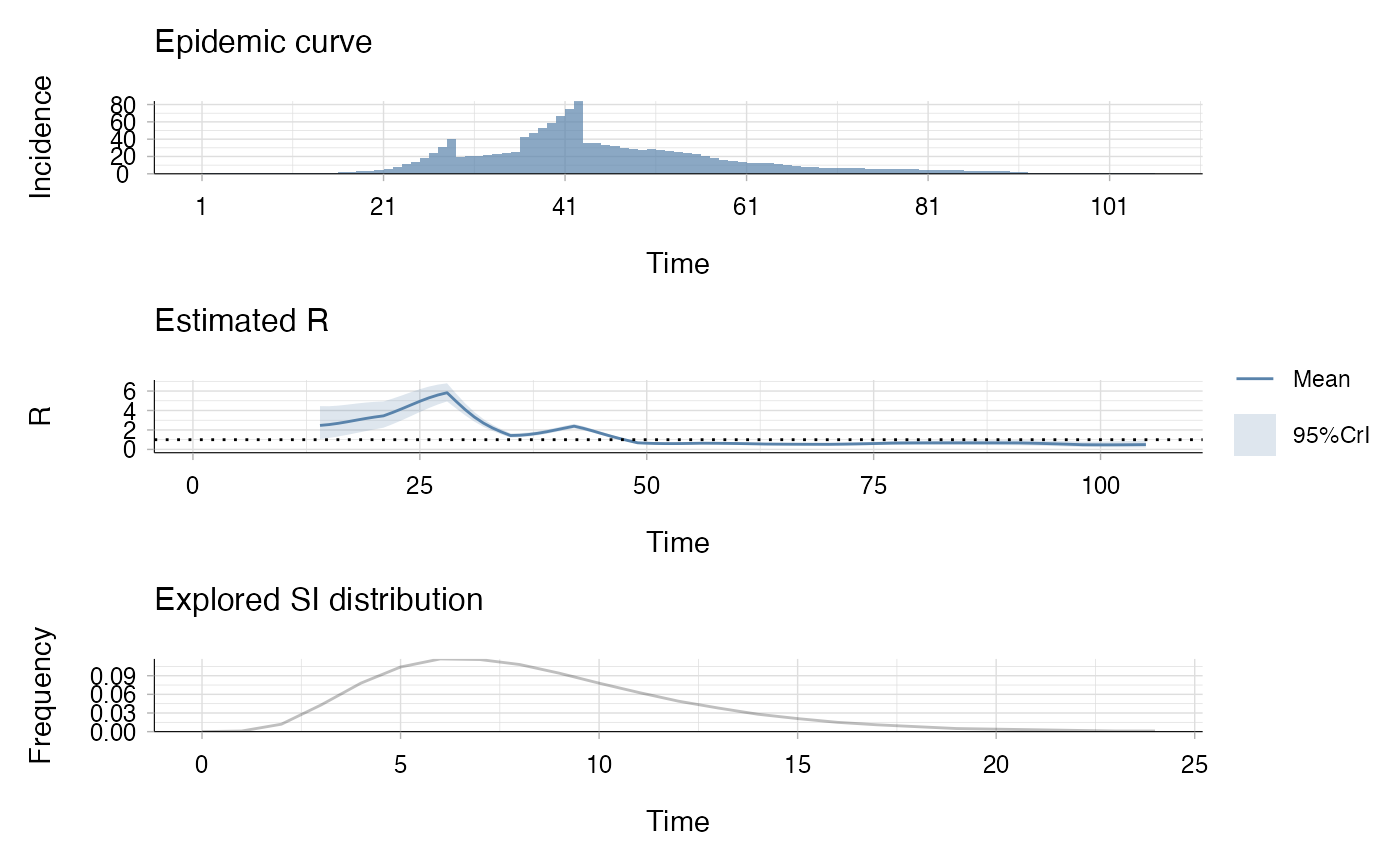 Epidemic curve
Incidence
80
60
40
20
0
1 21 41 61 81 101
Time
Estimated R
R
6
4
2
0
0 25 50 75 100
Time
Mean
95%CrI
Explored SI distribution
Frequency
0.09
0.06
0.03
0.00
0 5 10 15 20 25
Time